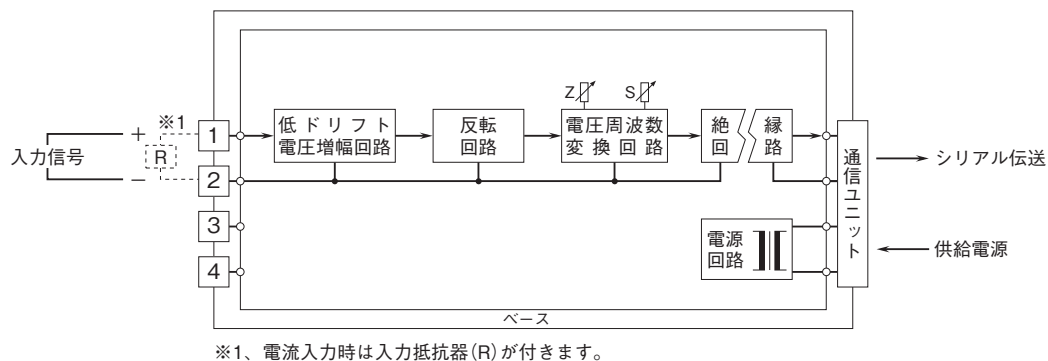 入力信号
+
−
※1
R
1
2
3
4
低ドリフト
電圧増幅回路
反転
回路
Z
S
電圧周波数
変換回路
絶縁
回路
電源
回路
通信ユニット
シリアル伝送
供給電源
ベース
※1、電流入力時は入力抵抗器(R)が付きます。